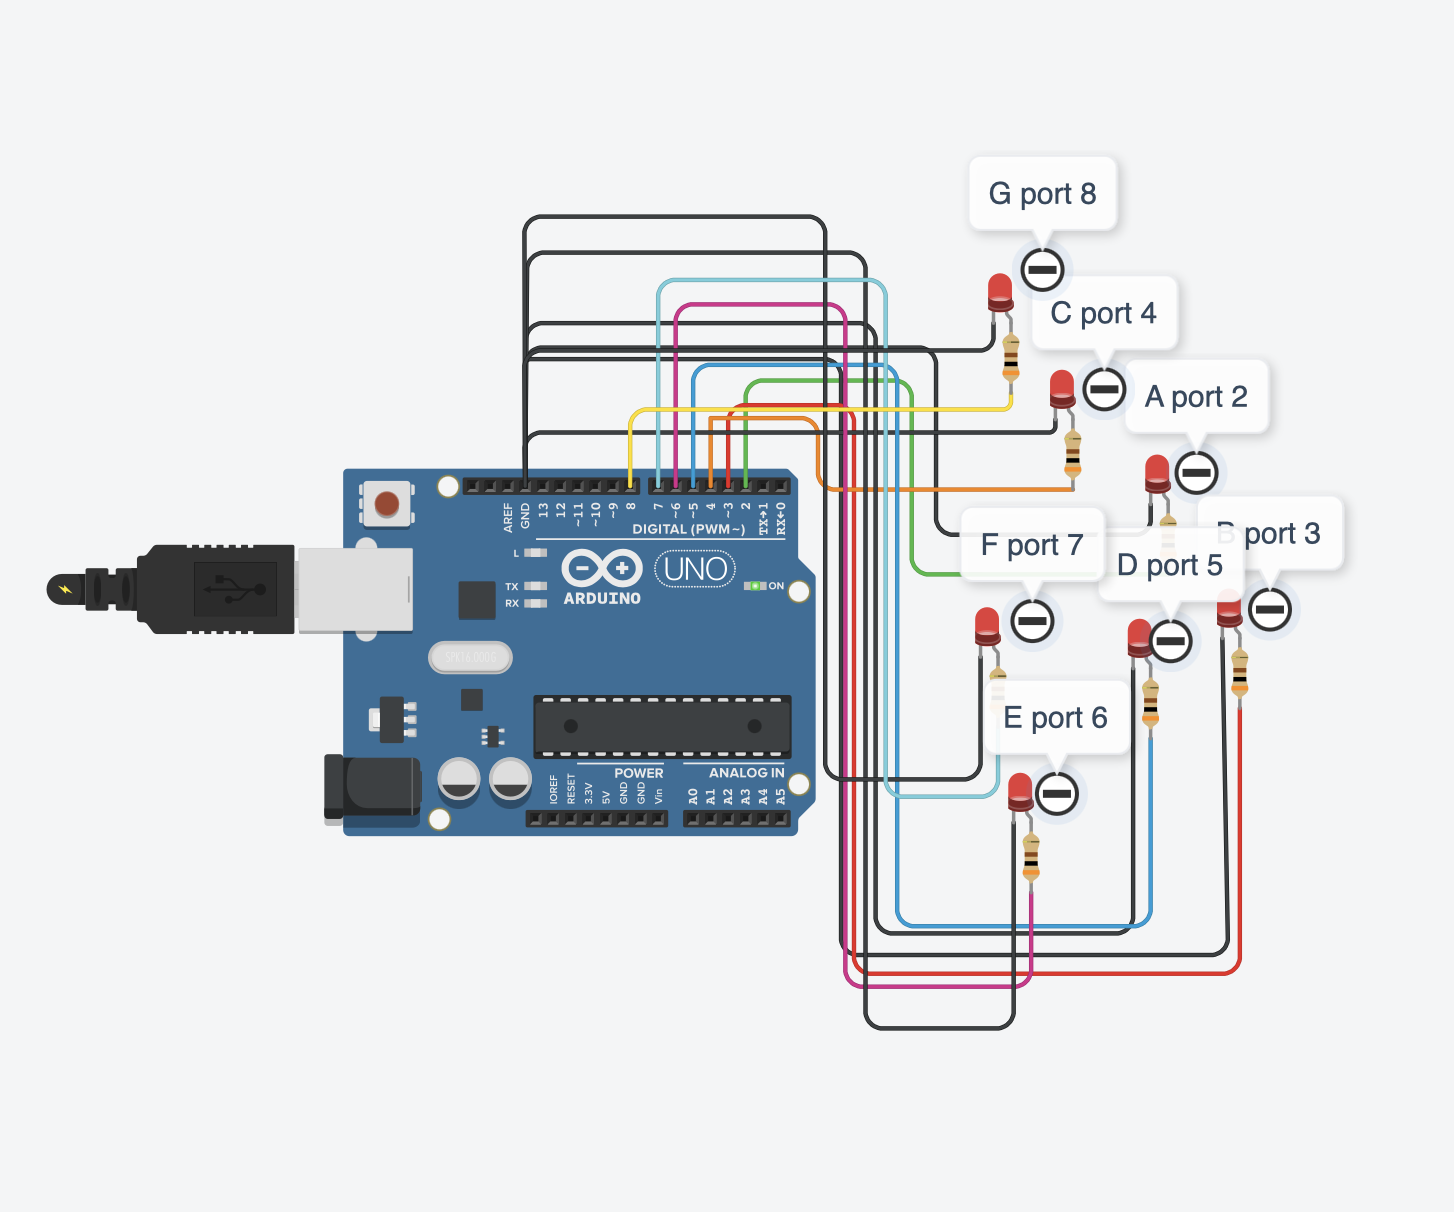 G port 8
C port 4
A port 2
B port 3
F port 7
D port 5
E port 6
AREF
GND
13
12
~11
~10
~9
8
7
~6
~5
4
~3
2
TX→1
RX←0
DIGITAL (PWM~)
L
TX
RX
ARDUINO
UNO
ON
SPK16.000G
POWER
ANALOG IN
IOREF
RESET
3.3V
5V
GND
GND
Vin
A0
A1
A2
A3
A4
A5